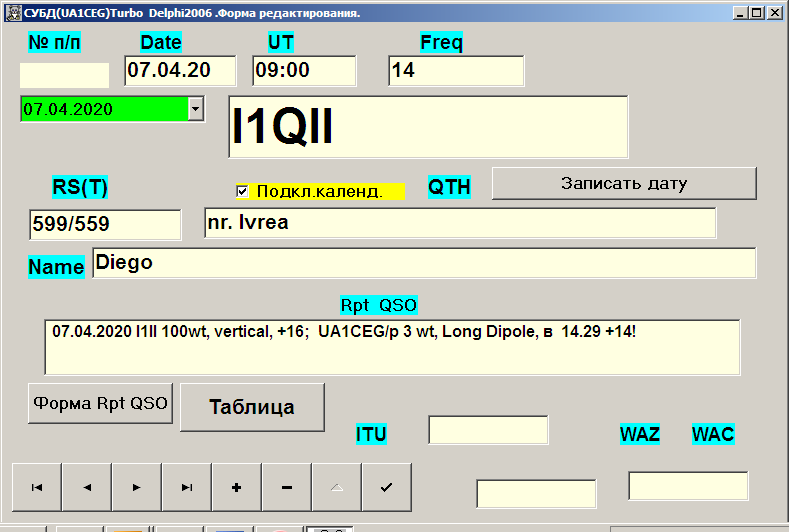 СУБД(UA1CEG)Turbo Delphi2006 .Форма редактирования.
№ п/п Date UT Freq
07.04.20 09:00 14
07.04.2020
I1QII
RS(T) Подкл.календ. QTH Записать дату
599/559 nr. Ivrea
Name Diego
Rpt QSO
07.04.2020 I1II 100wt, vertical, +16; UA1CEG/p 3 wt, Long Dipole, в 14.29 +14!
Форма Rpt QSO Таблица
ITU WAZ WAC